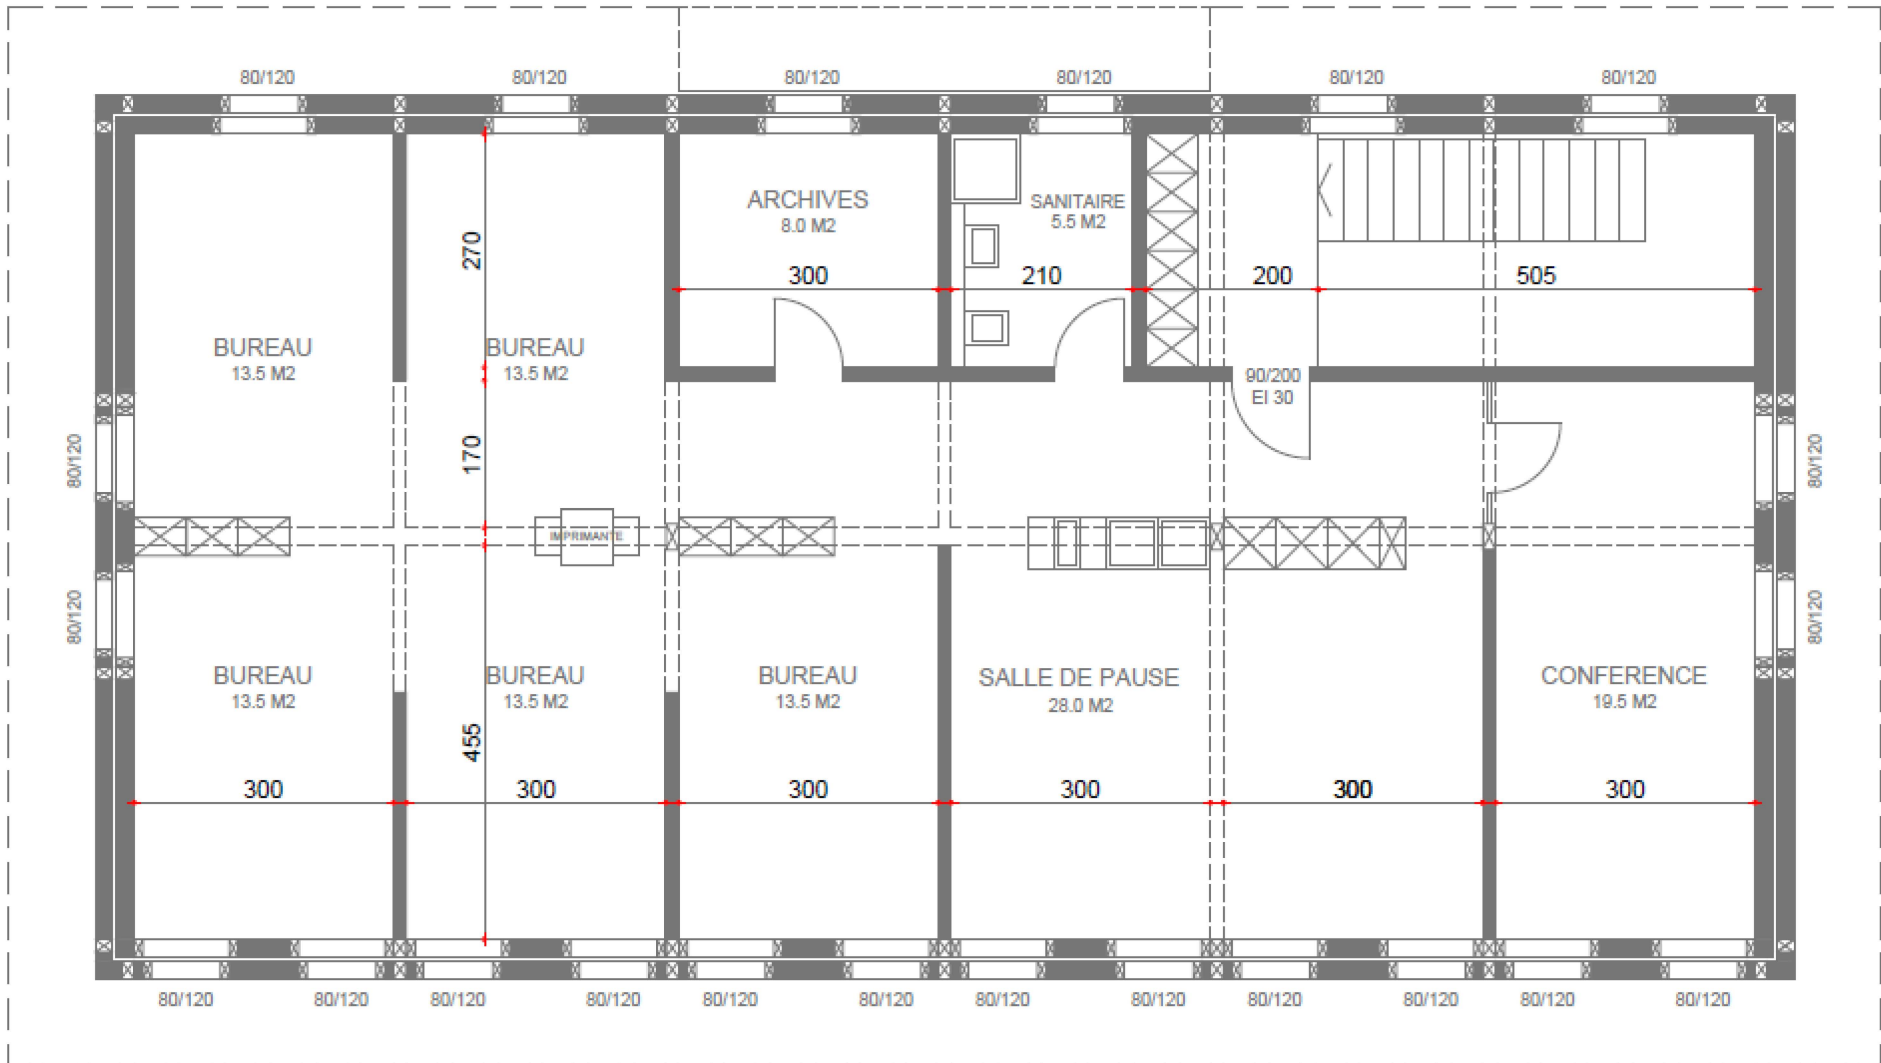 80/120
80/120
80/120
80/120
80/120
80/120
ARCHIVES
8.0 M2
SANITAIRE
5.5 M2
270
300
210
200
505
BUREAU
13.5 M2
BUREAU
13.5 M2
90/200
EI 30
170
80/120
80/120
IMPRIMANTE
80/120
80/120
BUREAU
13.5 M2
BUREAU
13.5 M2
BUREAU
13.5 M2
SALLE DE PAUSE
28.0 M2
CONFERENCE
19.5 M2
455
300
300
300
300
300
300
80/120
80/120
80/120
80/120
80/120
80/120
80/120
80/120
80/120
80/120
80/120
80/120